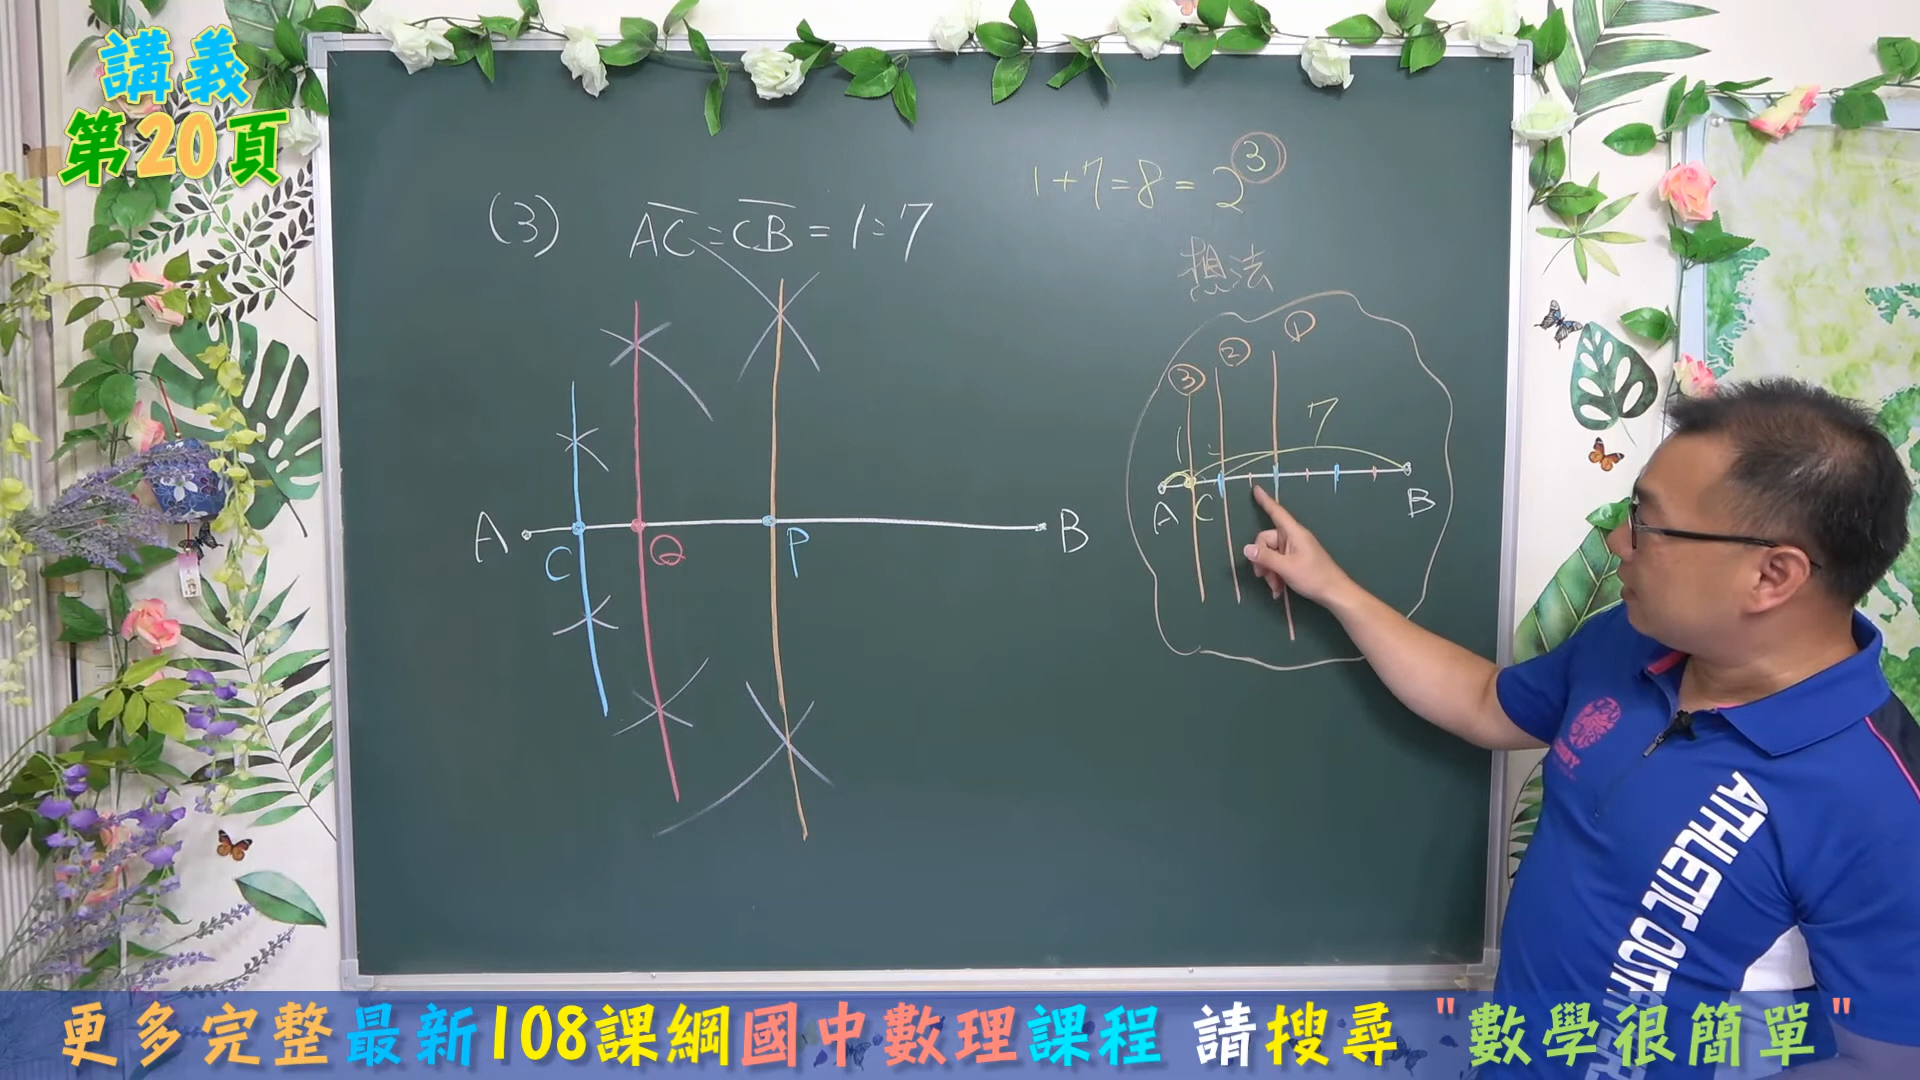 講義
第20頁
1+7=8=2³
(3) AC:CB=1:7
想法
③ ② ①
1 : 7
A C B
A C Q P B
ATHLETIC OUT
更多完整最新108課綱國中數理課程 請搜尋 "數學很簡單"